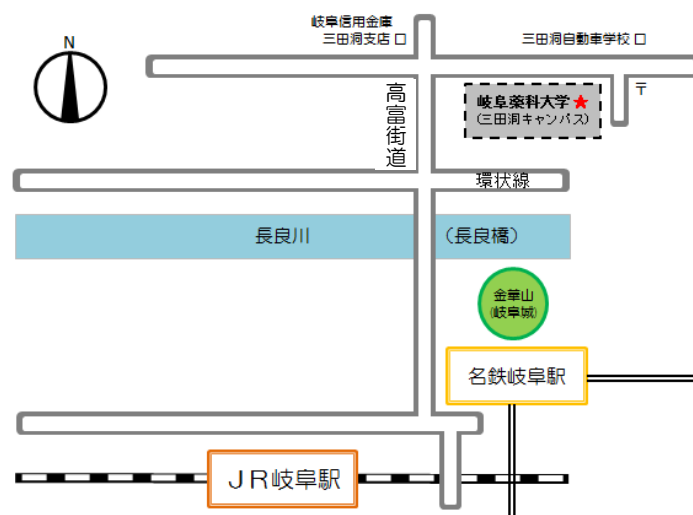 岐阜信用金庫
三田洞支店
三田洞自動車学校
N
〒
岐阜薬科大学★
(三田洞キャンパス)
高富街道
環状線
長良川
(長良橋)
金華山
(岐阜城)
名鉄岐阜駅
JR岐阜駅